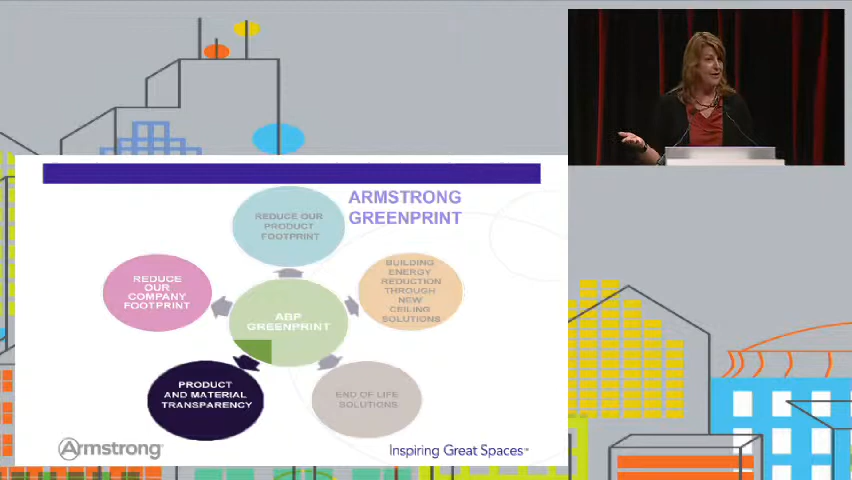 ARMSTRONG
GREENPRINT
REDUCE OUR
PRODUCT
FOOTPRINT
BUILDING
ENERGY
REDUCTION
THROUGH
NEW
CEILING
SOLUTIONS
REDUCE
OUR
COMPANY
FOOTPRINT
ABP
GREENPRINT
PRODUCT
AND MATERIAL
TRANSPARENCY
END OF LIFE
SOLUTIONS
Armstrong
Inspiring Great Spaces™